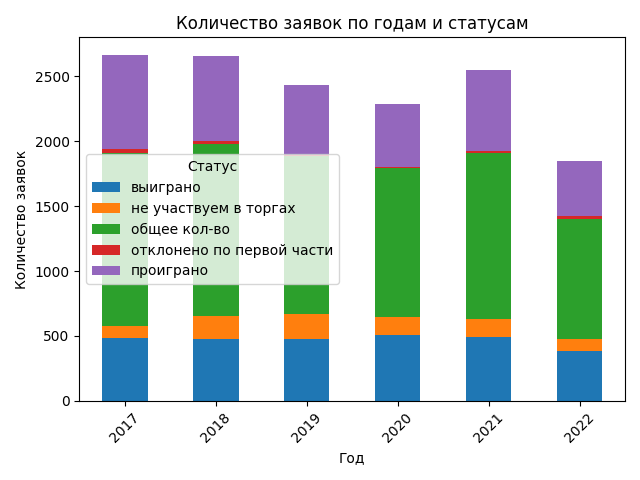 Количество заявок по годам и статусам
Количество заявок
2500
2000
1500
1000
500
0
Статус
выиграно
не участвуем в торгах
общее кол-во
отклонено по первой части
проиграно
2017
2018
2019
2020
2021
2022
Год